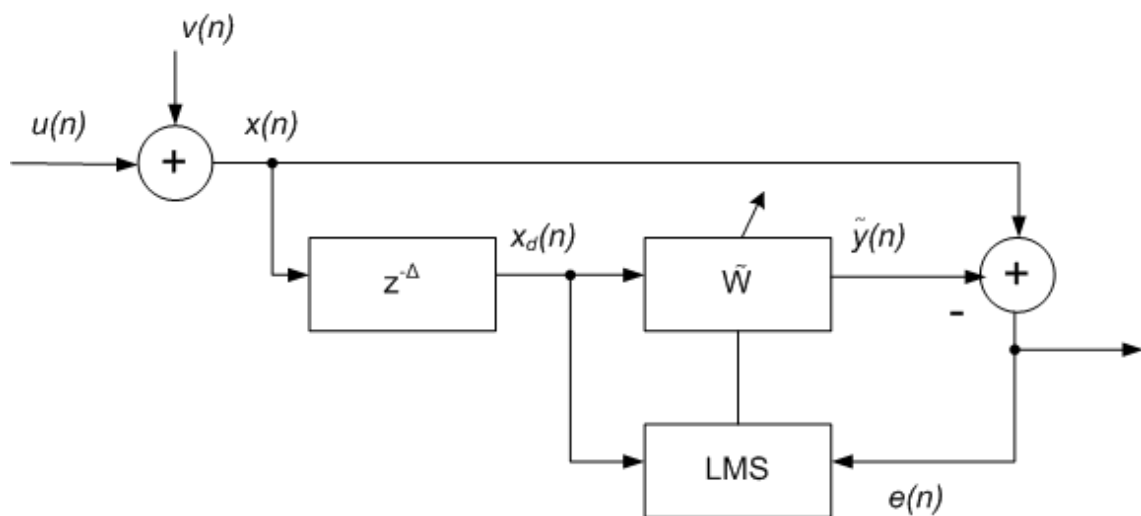 v(n)
u(n)
x(n)
+
x_d(n)
ỹ(n)
z^-Δ
W̃
+
-
LMS
e(n)